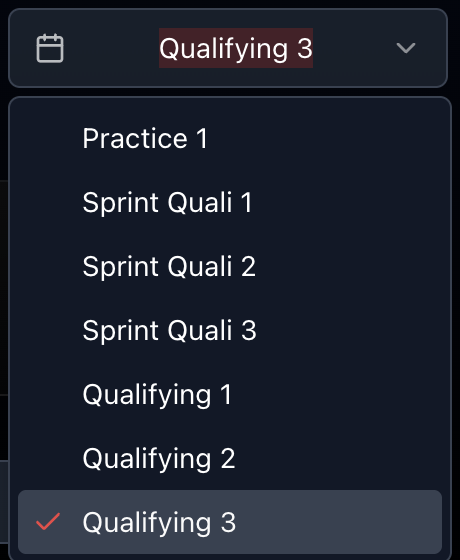 Qualifying 3
Practice 1
Sprint Quali 1
Sprint Quali 2
Sprint Quali 3
Qualifying 1
Qualifying 2
Qualifying 3